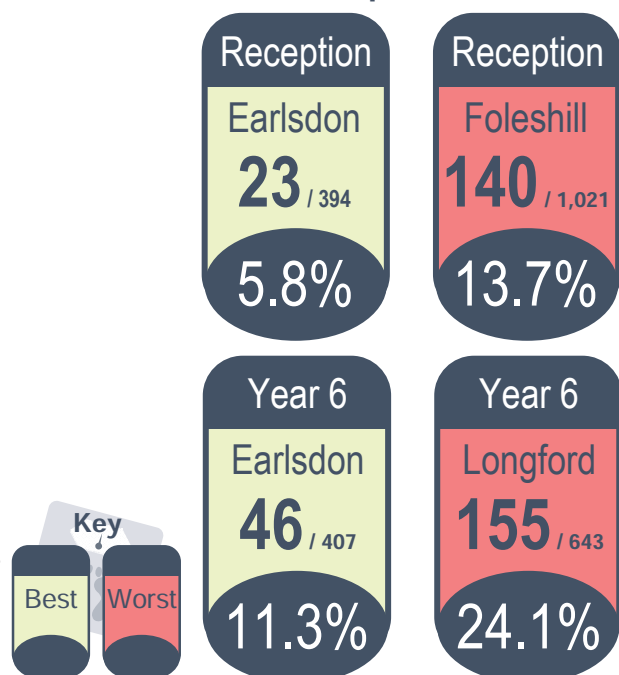 Reception
Earlsdon
23 / 394
5.8%
Reception
Foleshill
140 / 1,021
13.7%
Year 6
Earlsdon
46 / 407
11.3%
Year 6
Longford
155 / 643
24.1%
Key
Best
Worst